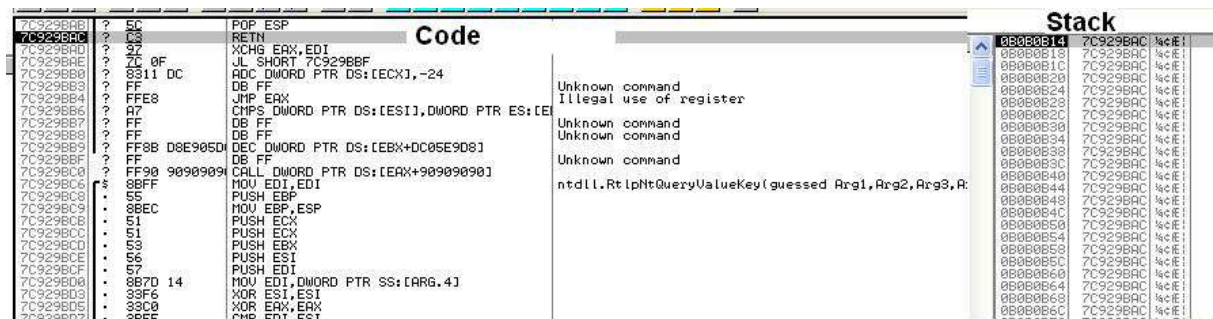 Code
Stack
7C929BAB ? 5C POP ESP
7C929BAC ? C3 RETN
7C929BAD ? 97 XCHG EAX,EDI
7C929BAE ? 7C 0F JL SHORT 7C929BBF
7C929BB0 ? 8311 DC ADC DWORD PTR DS:[ECX],-24
7C929BB3 ? FF DB FF Unknown command
7C929BB4 ? FFE8 JMP EAX Illegal use of register
7C929BB6 ? A7 CMPS DWORD PTR DS:[ESI],DWORD PTR ES:[E
7C929BB7 ? FF DB FF Unknown command
7C929BB8 ? FF DB FF Unknown command
7C929BB9 ? FF8B D8E905D DEC DWORD PTR DS:[EBX+DC05E9D8]
7C929BBF ? FF DB FF Unknown command
7C929BC0 ? FF90 9090909 CALL DWORD PTR DS:[EAX+90909090]
7C929BC6 $ 8BFF MOV EDI,EDI ntdll.RtlpNtQueryValueKey(guessed Arg1,Arg2,Arg3,A
7C929BC8 . 55 PUSH EBP
7C929BC9 . 8BEC MOV EBP,ESP
7C929BCB . 51 PUSH ECX
7C929BCC . 51 PUSH ECX
7C929BCD . 53 PUSH EBX
7C929BCE . 56 PUSH ESI
7C929BCF . 57 PUSH EDI
7C929BD0 . 8B7D 14 MOV EDI,DWORD PTR SS:[ARG.4]
7C929BD3 . 33F6 XOR ESI,ESI
7C929BD5 . 33C0 XOR EAX,EAX
CMP EDI,ESI
0B0B0B14 7C929BAC
0B0B0B18 7C929BAC
0B0B0B1C 7C929BAC
0B0B0B20 7C929BAC
0B0B0B24 7C929BAC
0B0B0B28 7C929BAC
0B0B0B2C 7C929BAC
0B0B0B30 7C929BAC
0B0B0B34 7C929BAC
0B0B0B38 7C929BAC
0B0B0B3C 7C929BAC
0B0B0B40 7C929BAC
0B0B0B44 7C929BAC
0B0B0B48 7C929BAC
0B0B0B4C 7C929BAC
0B0B0B50 7C929BAC
0B0B0B54 7C929BAC
0B0B0B58 7C929BAC
0B0B0B5C 7C929BAC
0B0B0B60 7C929BAC
0B0B0B64 7C929BAC
0B0B0B68 7C929BAC
0B0B0B6C 7C929BAC